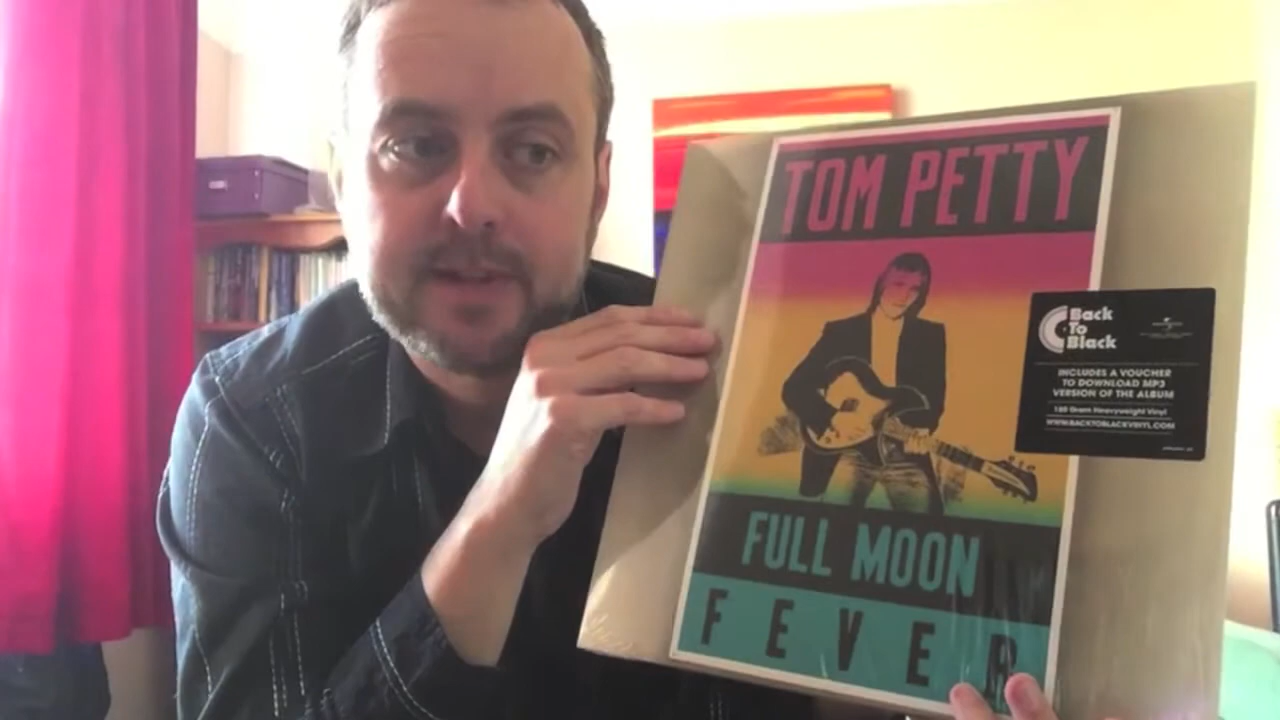 TOM PETTY
FULL MOON
FEVER
Back
To
Black
INCLUDES A VOUCHER
TO DOWNLOAD MP3
VERSION OF THE ALBUM
180 Gram Heavyweight Vinyl
WWW.BACKTOBLACKVINYL.COM